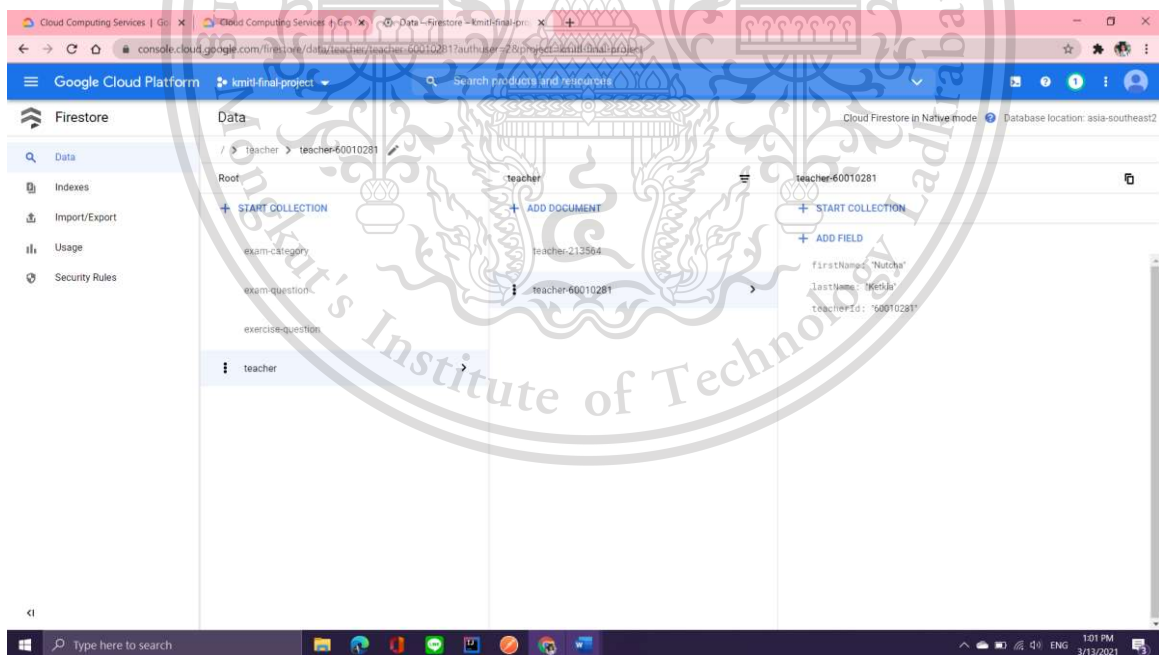 Cloud Computing Services | Go
Cloud Computing Services | Go
Data – Firestore – kmitl-final-pro
console.cloud.google.com/firestore/data/teacher/teacher-60010281?authuser=2&project=kmitl-final-project
Google Cloud Platform
kmitl-final-project
Search products and resources
1
Firestore
Data
Cloud Firestore in Native mode
Database location: asia-southeast2
/ > teacher > teacher-60010281
Data
Indexes
Import/Export
Usage
Security Rules
Root
+ START COLLECTION
exam-category
exam-question
exercise-question
teacher
teacher
+ ADD DOCUMENT
teacher-213564
teacher-60010281
teacher-60010281
+ START COLLECTION
+ ADD FIELD
firstName: "Nutcha"
lastName: "Ketkla"
teacherId: "60010281"
Mongkut's Institute of Technology Ladkrabang
Type here to search
ENG
1:01 PM
3/13/2021